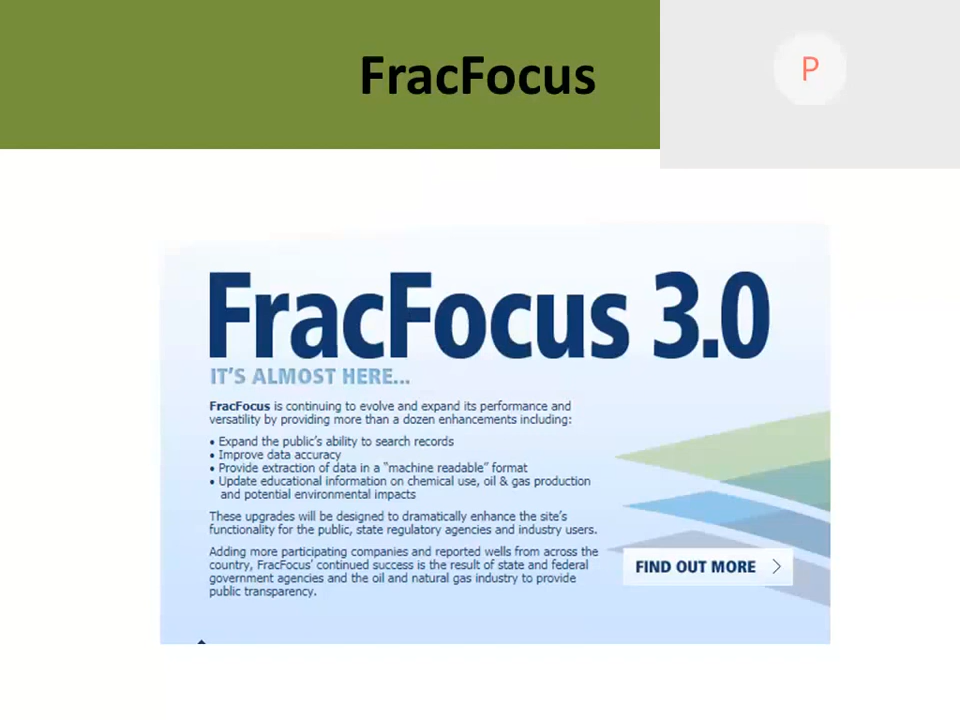 FracFocus
P
FracFocus 3.0
IT'S ALMOST HERE...
FracFocus is continuing to evolve and expand its performance and
versatility by providing more than a dozen enhancements including:
• Expand the public's ability to search records
• Improve data accuracy
• Provide extraction of data in a "machine readable" format
• Update educational information on chemical use, oil & gas production
and potential environmental impacts
These upgrades will be designed to dramatically enhance the site's
functionality for the public, state regulatory agencies and industry users.
Adding more participating companies and reported wells from across the
country, FracFocus' continued success is the result of state and federal
government agencies and the oil and natural gas industry to provide
public transparency.
FIND OUT MORE